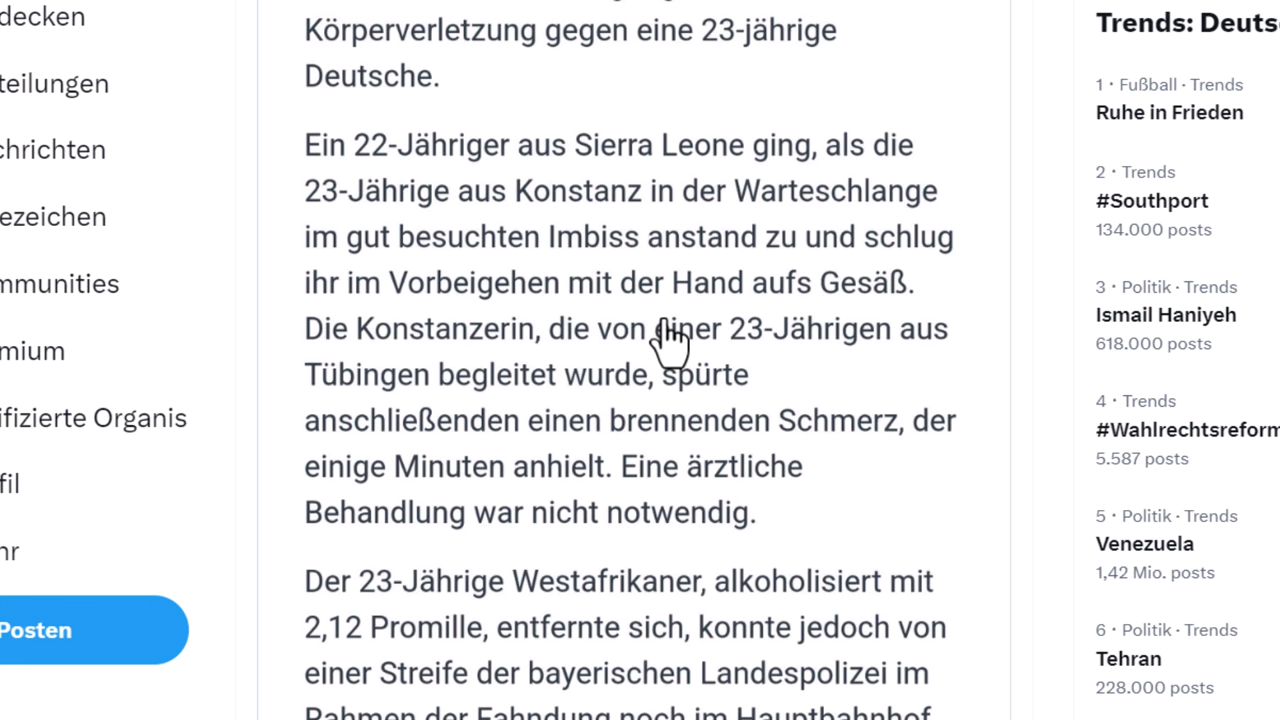 decken
teilungen
chrichten
ezeichen
mmunities
mium
ifizierte Organis
fil
hr
Posten
Körperverletzung gegen eine 23-jährige
Deutsche.
Ein 22-Jähriger aus Sierra Leone ging, als die
23-Jährige aus Konstanz in der Warteschlange
im gut besuchten Imbiss anstand zu und schlug
ihr im Vorbeigehen mit der Hand aufs Gesäß.
Die Konstanzerin, die von einer 23-Jährigen aus
Tübingen begleitet wurde, spürte
anschließenden einen brennenden Schmerz, der
einige Minuten anhielt. Eine ärztliche
Behandlung war nicht notwendig.
Der 23-Jährige Westafrikaner, alkoholisiert mit
2,12 Promille, entfernte sich, konnte jedoch von
einer Streife der bayerischen Landespolizei im
Rahmen der Fahndung noch im Hauptbahnhof
Trends: Deuts
1 · Fußball · Trends
Ruhe in Frieden
2 · Trends
#Southport
134.000 posts
3 · Politik · Trends
Ismail Haniyeh
618.000 posts
4 · Trends
#Wahlrechtsreform
5.587 posts
5 · Politik · Trends
Venezuela
1,42 Mio. posts
6 · Politik · Trends
Tehran
228.000 posts